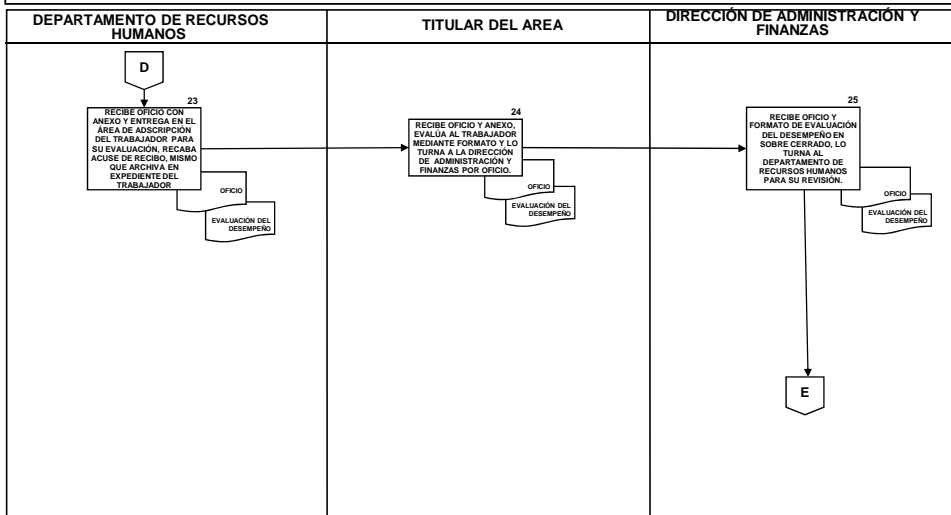 DEPARTAMENTO DE RECURSOS
HUMANOS
TITULAR DEL AREA
DIRECCIÓN DE ADMINISTRACIÓN Y
FINANZAS
D
23
RECIBE OFICIO CON
ANEXO Y ENTREGA EN EL
ÁREA DE ADSCRIPCIÓN
DEL TRABAJADOR PARA
SU EVALUACIÓN, RECABA
ACUSE DE RECIBO, MISMO
QUE ARCHIVA EN
EXPEDIENTE DEL
TRABAJADOR
OFICIO
EVALUACIÓN DEL
DESEMPEÑO
24
RECIBE OFICIO Y ANEXO,
EVALÚA AL TRABAJADOR
MEDIANTE FORMATO Y LO
TURNA A LA DIRECCIÓN
DE ADMINISTRACIÓN Y
FINANZAS POR OFICIO.
OFICIO
EVALUACIÓN DEL
DESEMPEÑO
25
RECIBE OFICIO Y
FORMATO DE EVALUACIÓN
DEL DESEMPEÑO EN
SOBRE CERRADO, LO
TURNA AL
DEPARTAMENTO DE
RECURSOS HUMANOS
PARA SU REVISIÓN.
OFICIO
EVALUACIÓN DEL
DESEMPEÑO
E